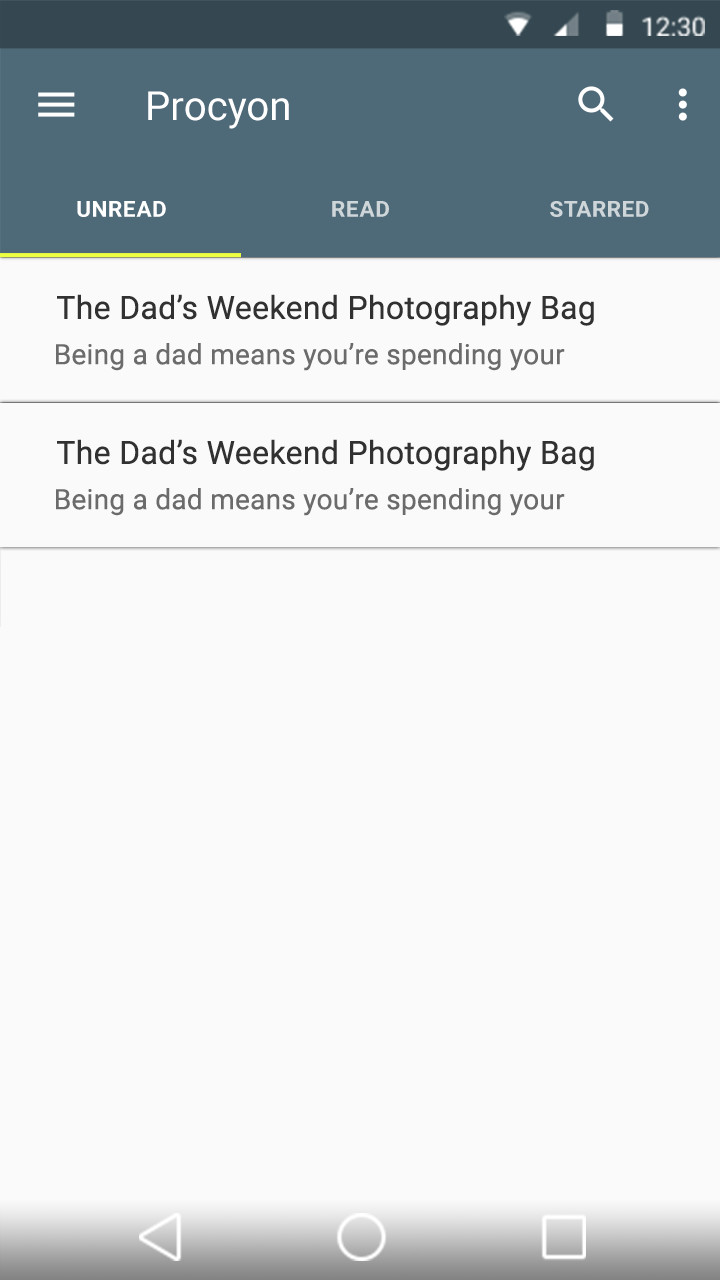 12:30
Procyon
UNREAD READ STARRED
The Dad’s Weekend Photography Bag
Being a dad means you’re spending your
The Dad’s Weekend Photography Bag
Being a dad means you’re spending your